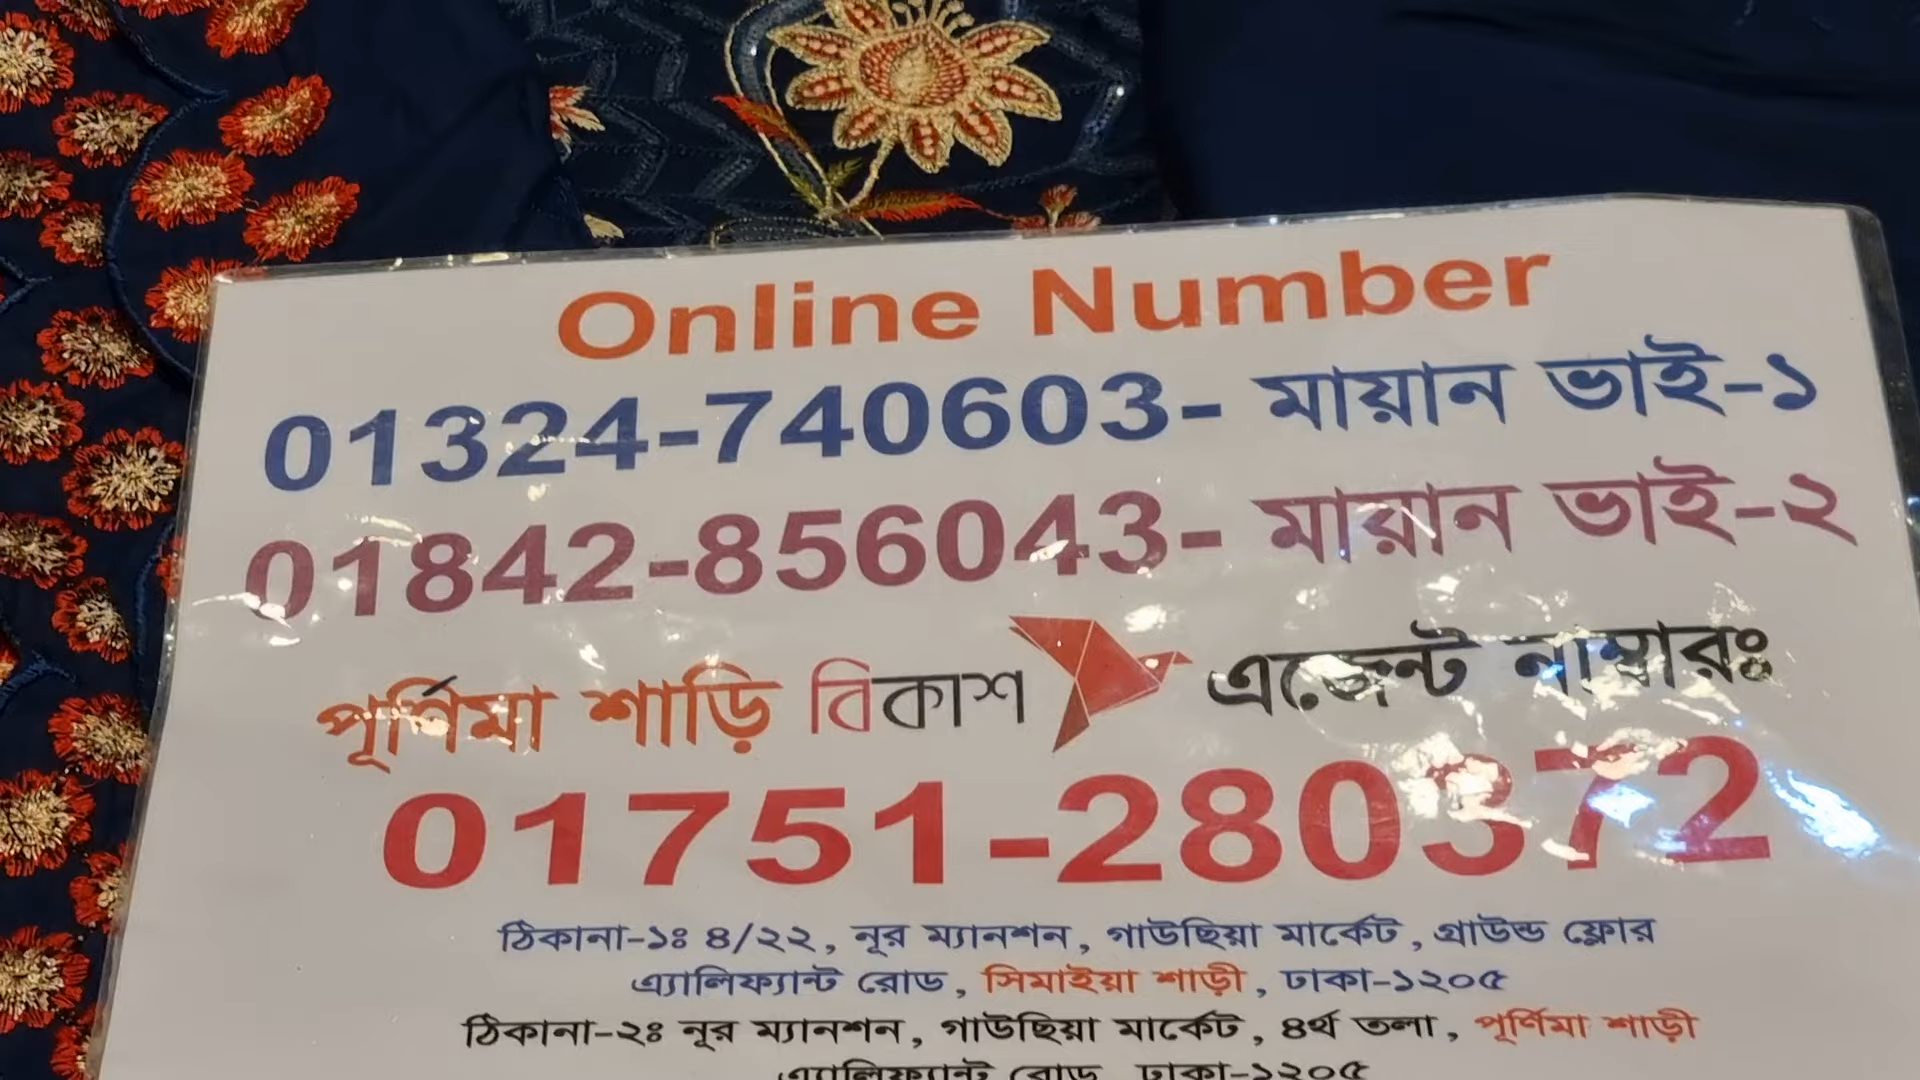 Online Number
01324-740603- মায়ান ভাই-১
01842-856043- মায়ান ভাই-২
পূর্ণিমা শাড়ি বিকাশ এজেন্ট নাম্বারঃ
01751-280372
ঠিকানা-১ঃ ৪/২২, নূর ম্যানশন, গাউছিয়া মার্কেট, গ্রাউন্ড ফ্লোর
এ্যালিফ্যান্ট রোড, সিমাইয়া শাড়ী, ঢাকা-১২০৫
ঠিকানা-২ঃ নূর ম্যানশন, গাউছিয়া মার্কেট, ৪র্থ তলা, পূর্ণিমা শাড়ী
এ্যালিফ্যান্ট রোড, ঢাকা-১২০৫